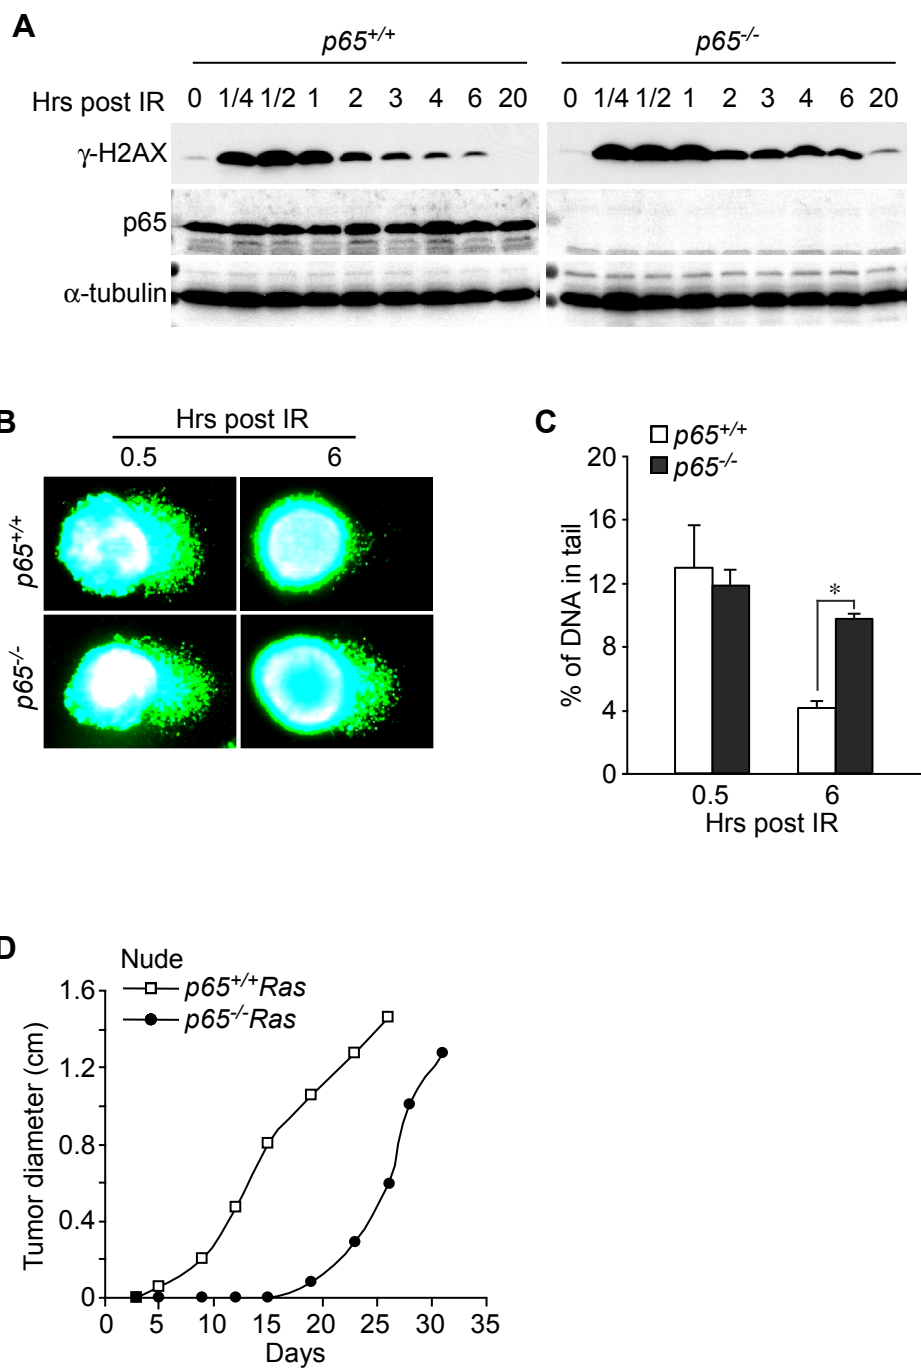 A
p65+/+
p65-/-
Hrs post IR 0 1/4 1/2 1 2 3 4 6 20 0 1/4 1/2 1 2 3 4 6 20
γ-H2AX
p65
α-tubulin
B
Hrs post IR
0.5 6
p65+/+
p65-/-
C
p65+/+
p65-/-
% of DNA in tail
20
16
12
8
4
0
*
0.5 6
Hrs post IR
D
Nude
p65+/+Ras
p65-/-Ras
Tumor diameter (cm)
1.6
1.2
0.8
0.4
0
0 5 10 15 20 25 30 35
Days